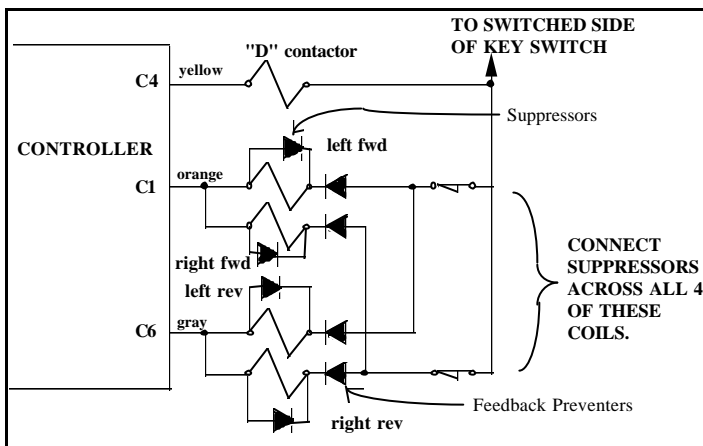 TO SWITCHED SIDE
OF KEY SWITCH
"D" contactor
yellow
C4
Suppressors
left fwd
CONTROLLER
orange
C1
right fwd
left rev
CONNECT
SUPPRESSORS
ACROSS ALL 4
OF THESE
COILS.
gray
C6
Feedback Preventers
right rev